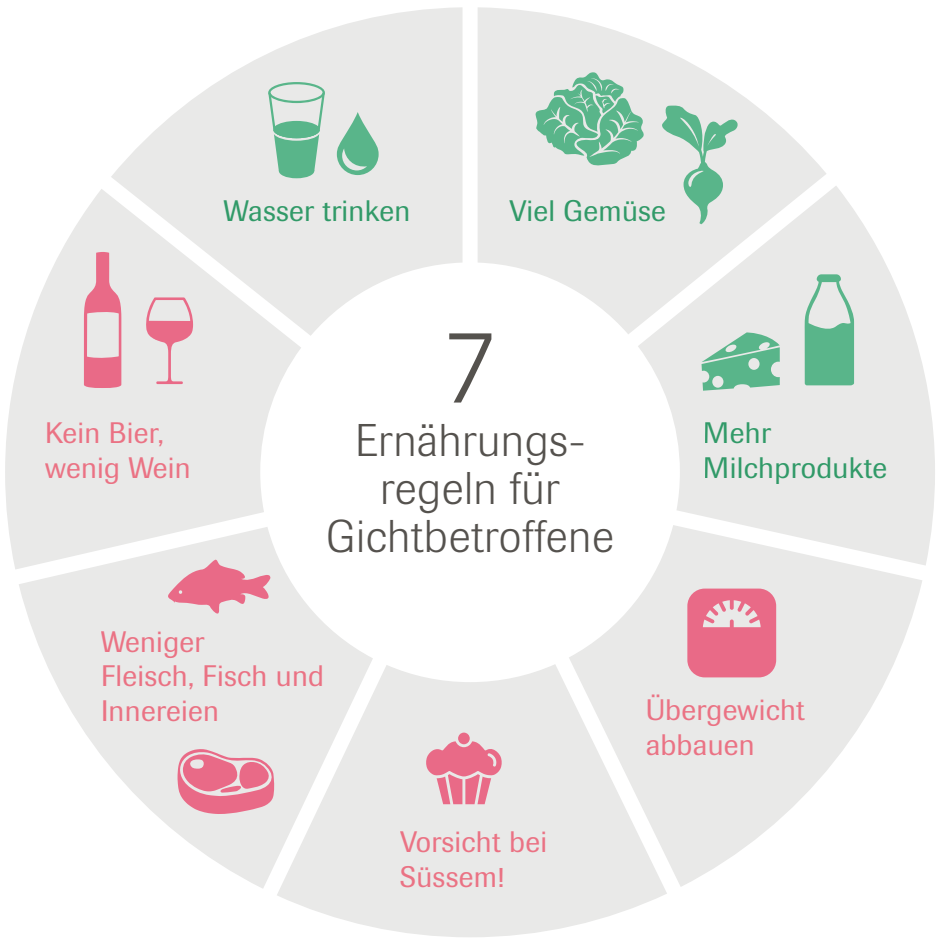 7
Ernährungs-
regeln für
Gichtbetroffene
Wasser trinken
Viel Gemüse
Mehr
Milchprodukte
Übergewicht
abbauen
Vorsicht bei
Süssem!
Weniger
Fleisch, Fisch und
Innereien
Kein Bier,
wenig Wein